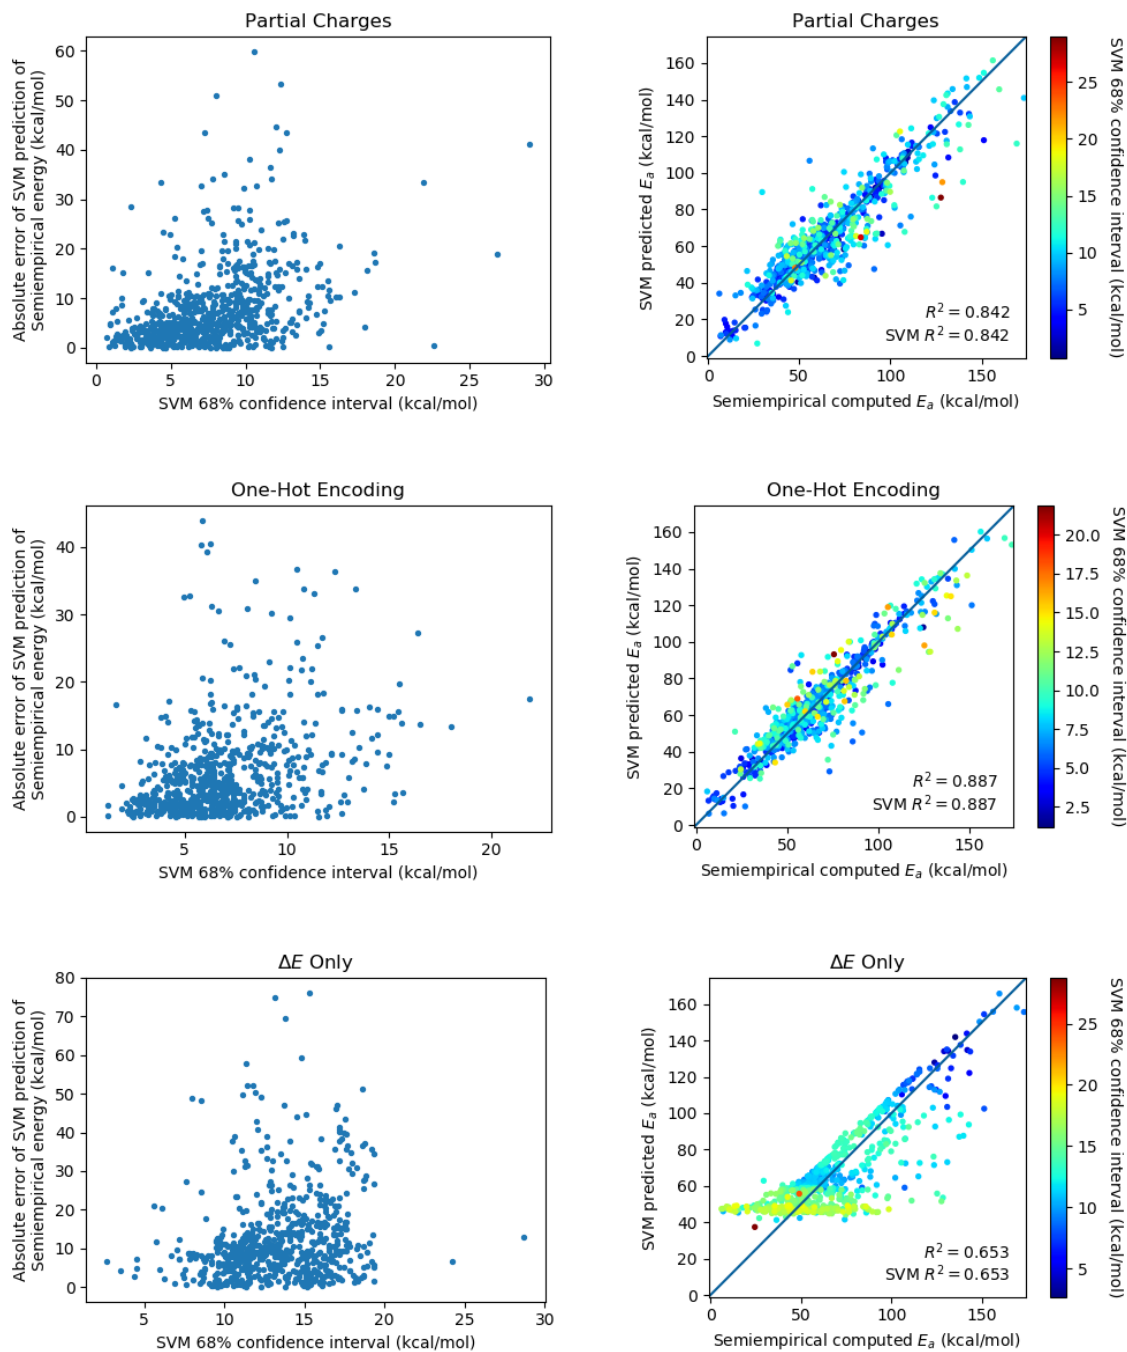 Partial Charges
Absolute error of SVM prediction of
Semiempirical energy (kcal/mol)
60
50
40
30
20
10
0
0 5 10 15 20 25 30
SVM 68% confidence interval (kcal/mol)
Partial Charges
SVM predicted E_a (kcal/mol)
160
140
120
100
80
60
40
20
0
R² = 0.842
SVM R² = 0.842
0 50 100 150
Semiempirical computed E_a (kcal/mol)
25
20
15
10
5
SVM 68% confidence interval (kcal/mol)
One-Hot Encoding
Absolute error of SVM prediction of
Semiempirical energy (kcal/mol)
40
30
20
10
0
5 10 15 20
SVM 68% confidence interval (kcal/mol)
One-Hot Encoding
SVM predicted E_a (kcal/mol)
160
140
120
100
80
60
40
20
0
R² = 0.887
SVM R² = 0.887
0 50 100 150
Semiempirical computed E_a (kcal/mol)
20.0
17.5
15.0
12.5
10.0
7.5
5.0
2.5
SVM 68% confidence interval (kcal/mol)
ΔE Only
Absolute error of SVM prediction of
Semiempirical energy (kcal/mol)
80
70
60
50
40
30
20
10
0
5 10 15 20 25 30
SVM 68% confidence interval (kcal/mol)
ΔE Only
SVM predicted E_a (kcal/mol)
160
140
120
100
80
60
40
20
0
R² = 0.653
SVM R² = 0.653
0 50 100 150
Semiempirical computed E_a (kcal/mol)
25
20
15
10
5
SVM 68% confidence interval (kcal/mol)